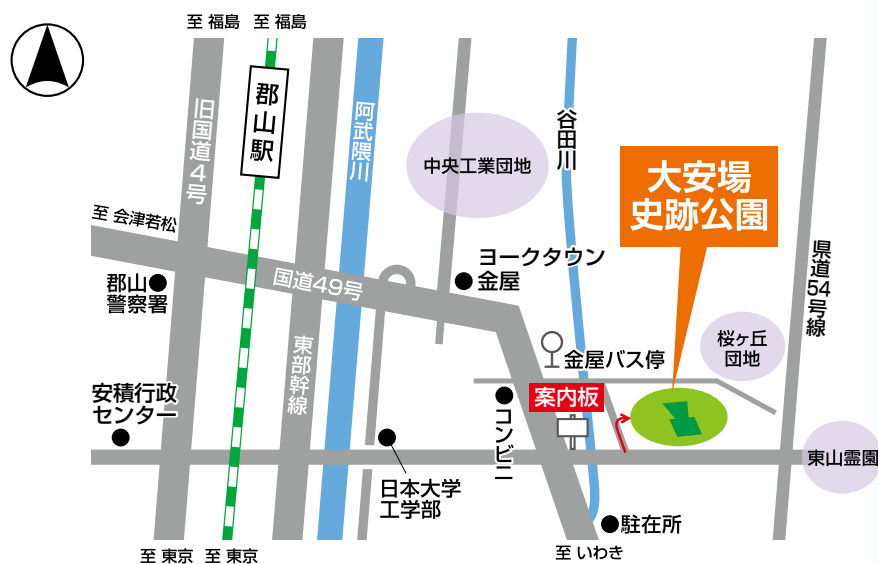 至 福島
至 福島
郡山駅
旧国道4号
阿武隈川
谷田川
中央工業団地
大安場
史跡公園
至 会津若松
県道54号線
ヨークタウン
金屋
国道49号
郡山
警察署
東部幹線
桜ヶ丘
団地
金屋バス停
安積行政
センター
案内板
コンビニ
東山霊園
日本大学
工学部
駐在所
至 東京
至 東京
至 いわき